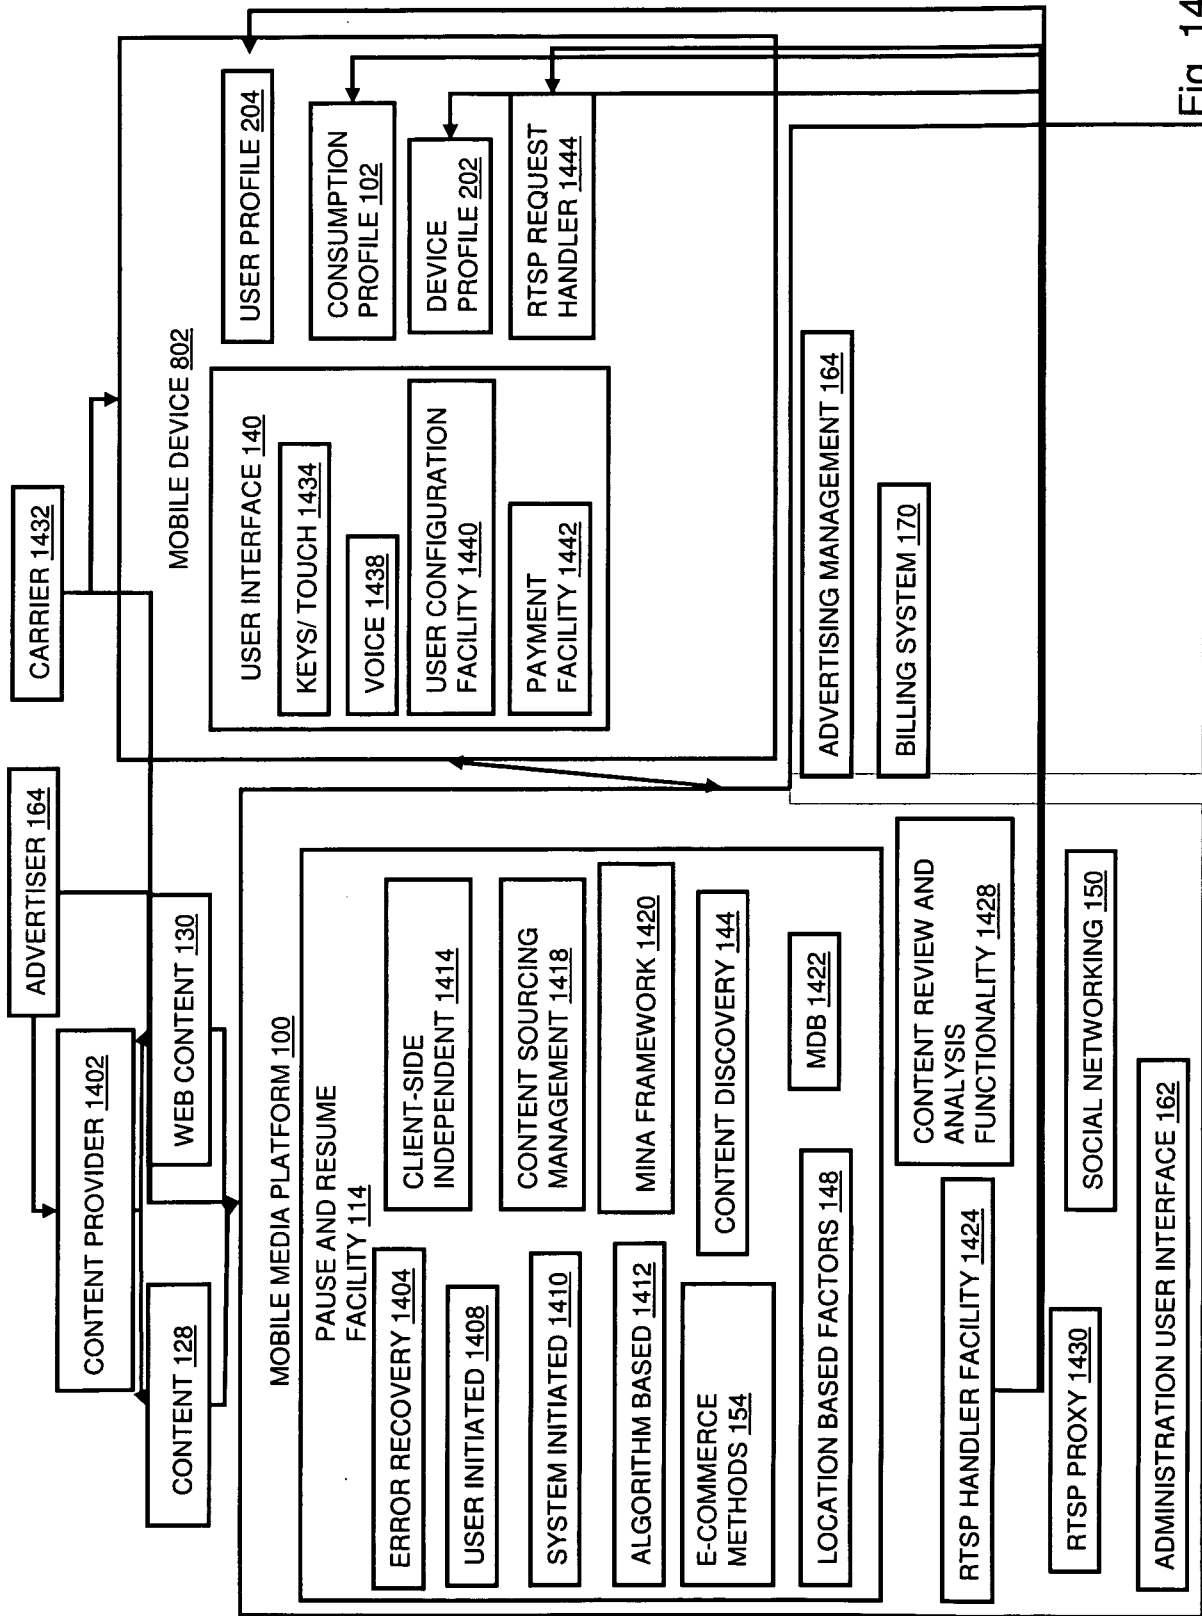 CONTENT PROVIDER 1402
ADVERTISER 164
CARRIER 1432
CONTENT 128
WEB CONTENT 130
MOBILE MEDIA PLATFORM 100
PAUSE AND RESUME
FACILITY 114
ERROR RECOVERY 1404
USER INITIATED 1408
SYSTEM INITIATED 1410
ALGORITHM BASED 1412
E-COMMERCE
METHODS 154
LOCATION BASED FACTORS 148
CLIENT-SIDE
INDEPENDENT 1414
CONTENT SOURCING
MANAGEMENT 1418
MINA FRAMEWORK 1420
CONTENT DISCOVERY 144
MDB 1422
RTSP HANDLER FACILITY 1424
CONTENT REVIEW AND
ANALYSIS
FUNCTIONALITY 1428
RTSP PROXY 1430
SOCIAL NETWORKING 150
ADMINISTRATION USER INTERFACE 162
ADVERTISING MANAGEMENT 164
BILLING SYSTEM 170
MOBILE DEVICE 802
USER INTERFACE 140
KEYS/ TOUCH 1434
VOICE 1438
USER CONFIGURATION
FACILITY 1440
PAYMENT
FACILITY 1442
USER PROFILE 204
CONSUMPTION
PROFILE 102
DEVICE
PROFILE 202
RTSP REQUEST
HANDLER 1444
Fig. 14